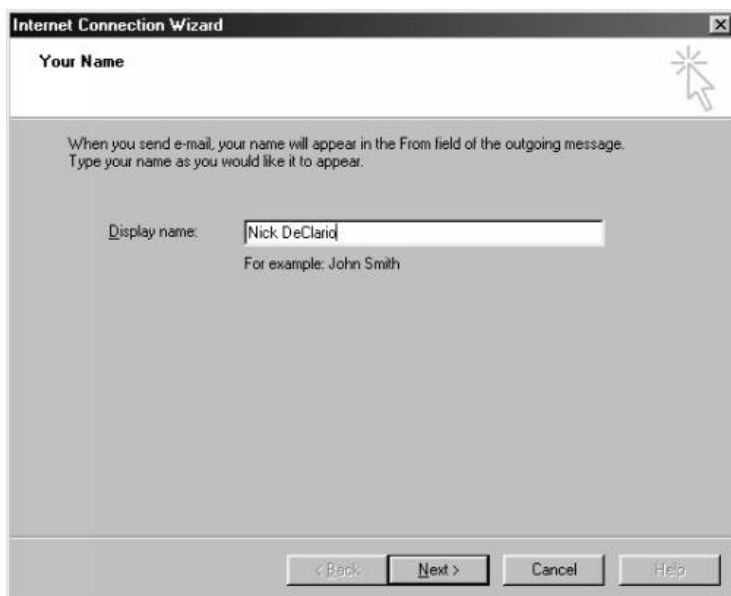 Internet Connection Wizard
Your Name
When you send e-mail, your name will appear in the From field of the outgoing message.
Type your name as you would like it to appear.
Display name: Nick DeClario
For example: John Smith
< Back Next > Cancel Help